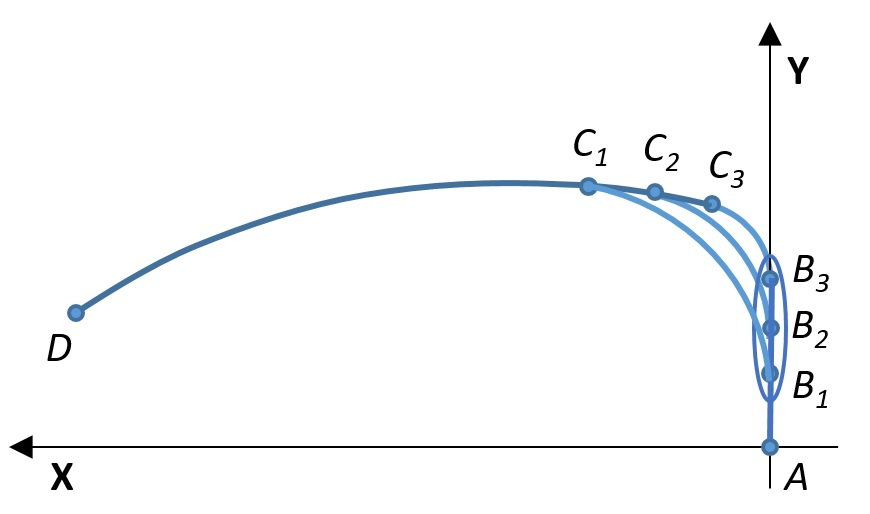 Y
C₁
C₂
C₃
B₃
B₂
B₁
D
X
A